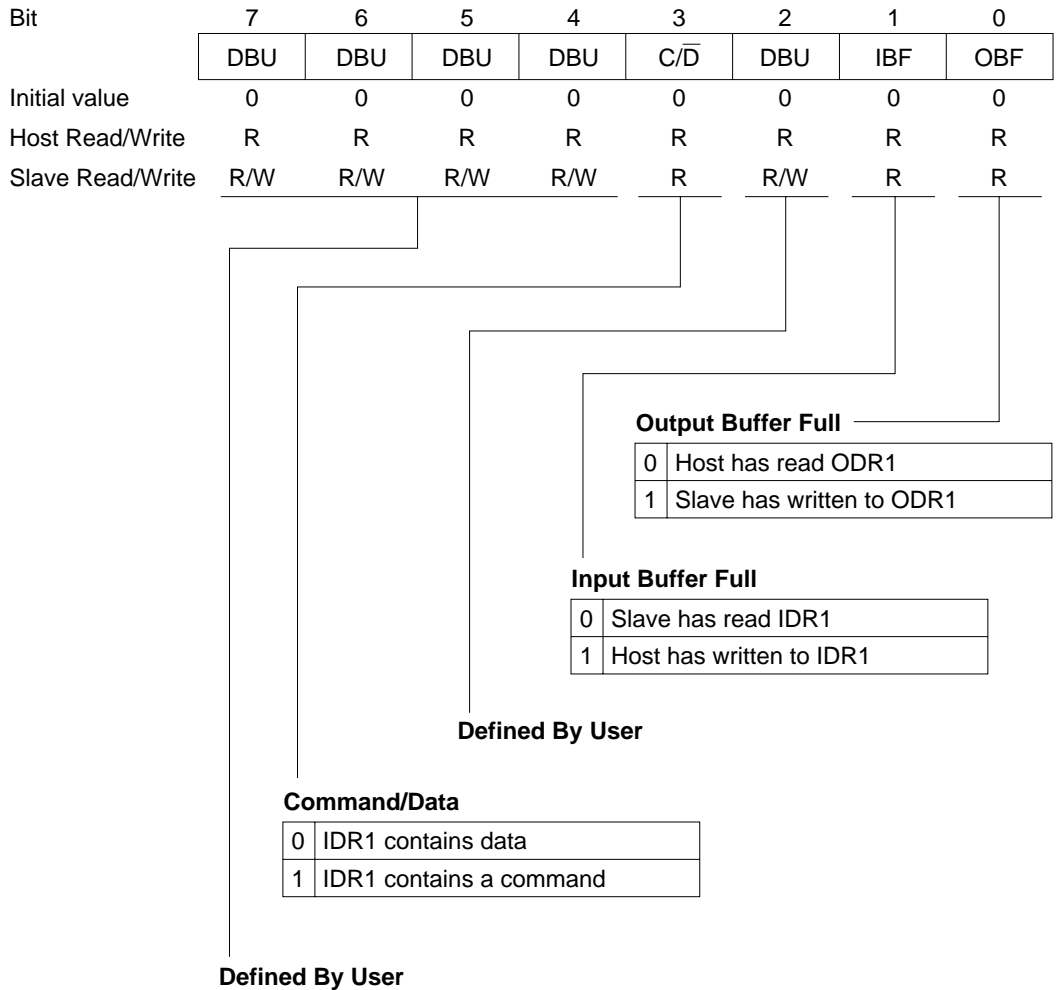 Bit 7 6 5 4 3 2 1 0
DBU DBU DBU DBU C/D̅ DBU IBF OBF
Initial value 0 0 0 0 0 0 0 0
Host Read/Write R R R R R R R R
Slave Read/Write R/W R/W R/W R/W R R/W R R
Output Buffer Full
0 Host has read ODR1
1 Slave has written to ODR1
Input Buffer Full
0 Slave has read IDR1
1 Host has written to IDR1
Defined By User
Command/Data
0 IDR1 contains data
1 IDR1 contains a command
Defined By User